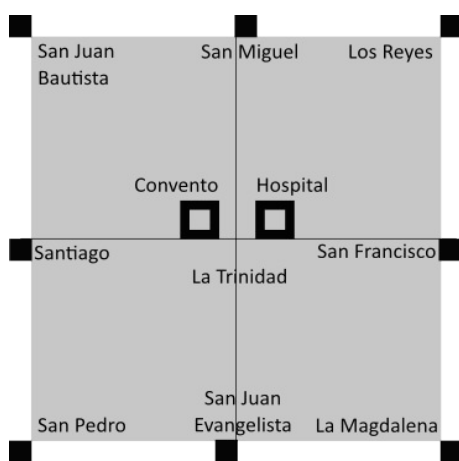 San Juan
Bautista
San Miguel
Los Reyes
Convento
Hospital
Santiago
San Francisco
La Trinidad
San Pedro
San Juan
Evangelista
La Magdalena